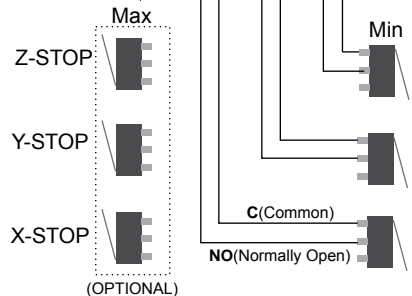 Max
Min
Z-STOP
Y-STOP
C(Common)
X-STOP
NO(Normally Open)
(OPTIONAL)